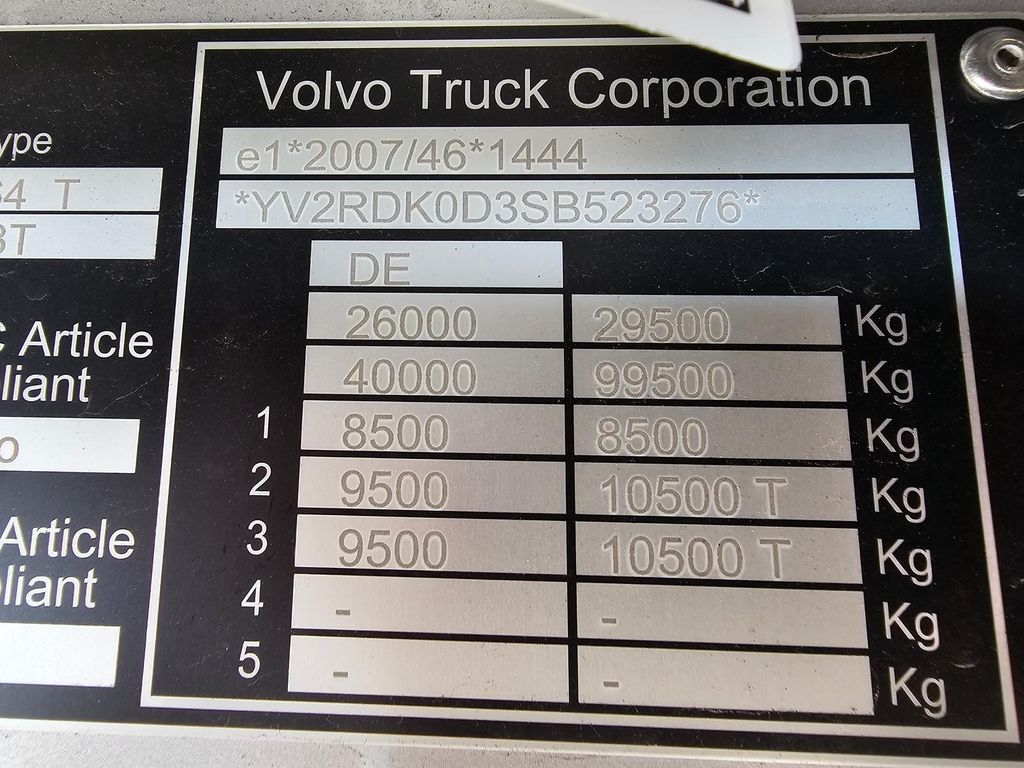 ype
64 T
3T
C Article
liant
o
Article
liant
Volvo Truck Corporation
e1*2007/46*1444
*YV2RDK0D3SB523276*
DE
26000 29500 Kg
40000 99500 Kg
1 8500 8500 Kg
2 9500 10500 T Kg
3 9500 10500 T Kg
4 - - Kg
5 - - Kg